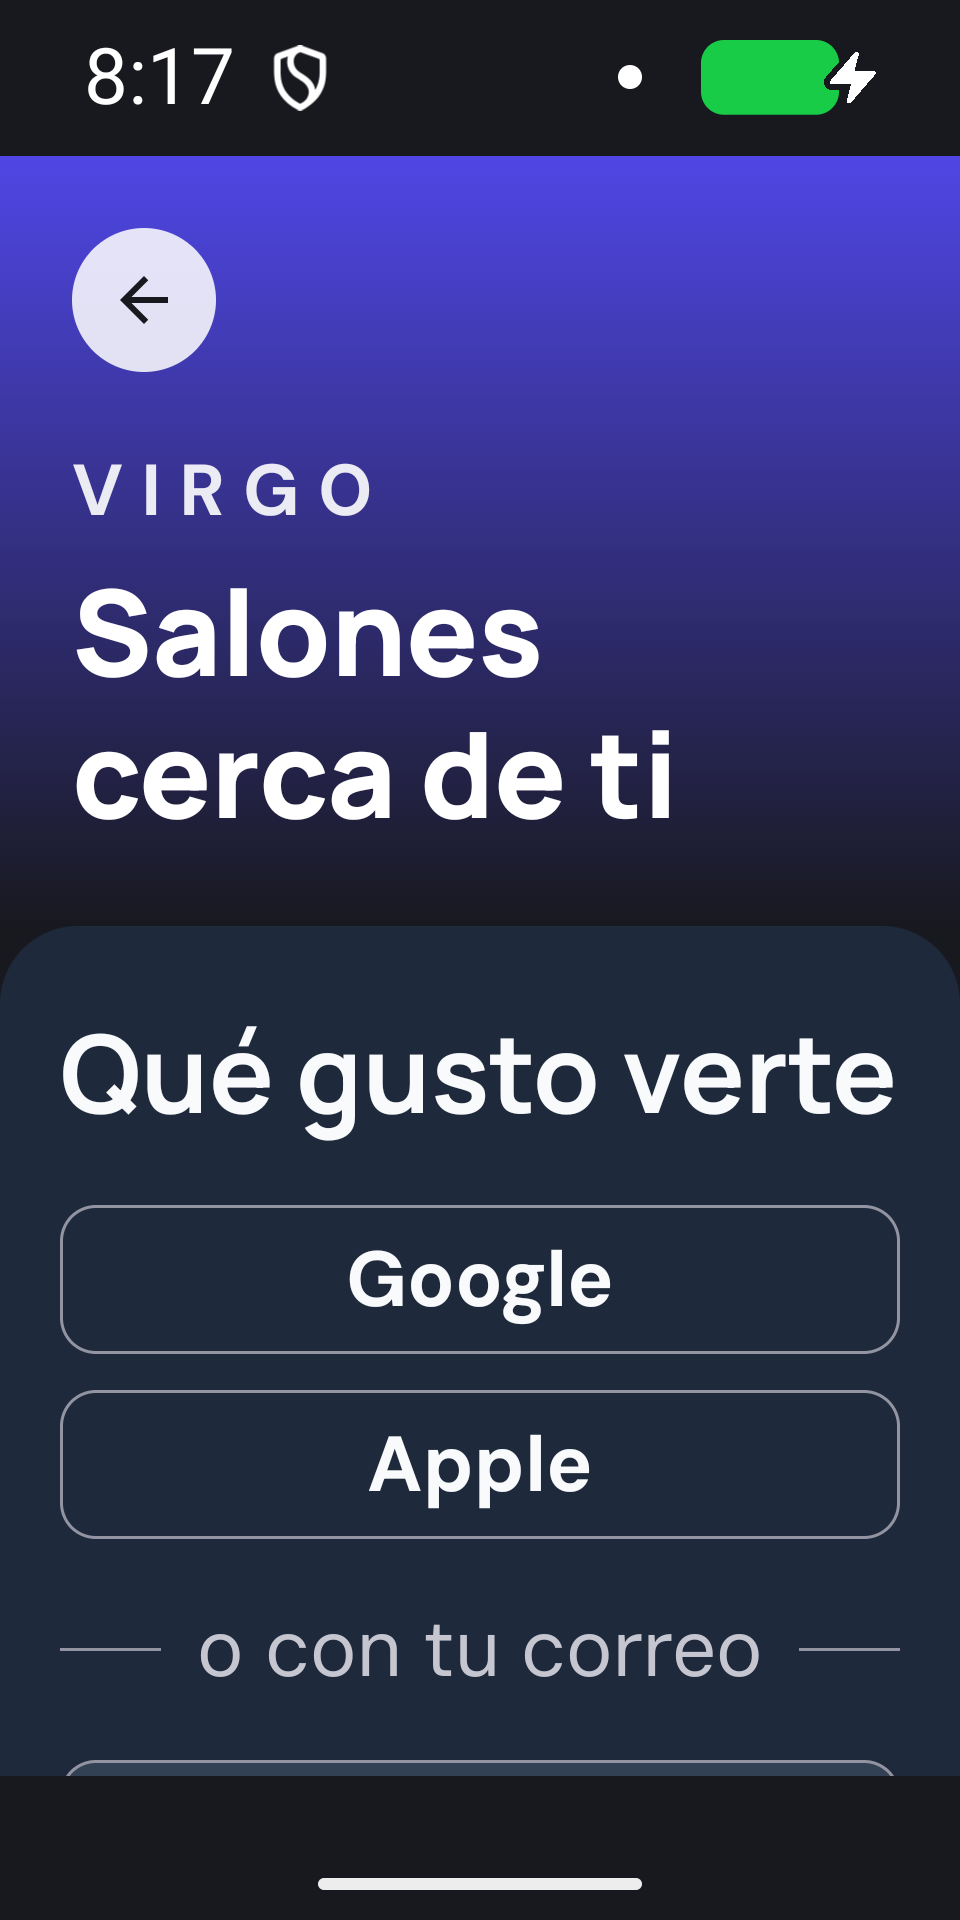 8:17
VIRGO
Salones
cerca de ti
Qué gusto verte
Google
Apple
o con tu correo